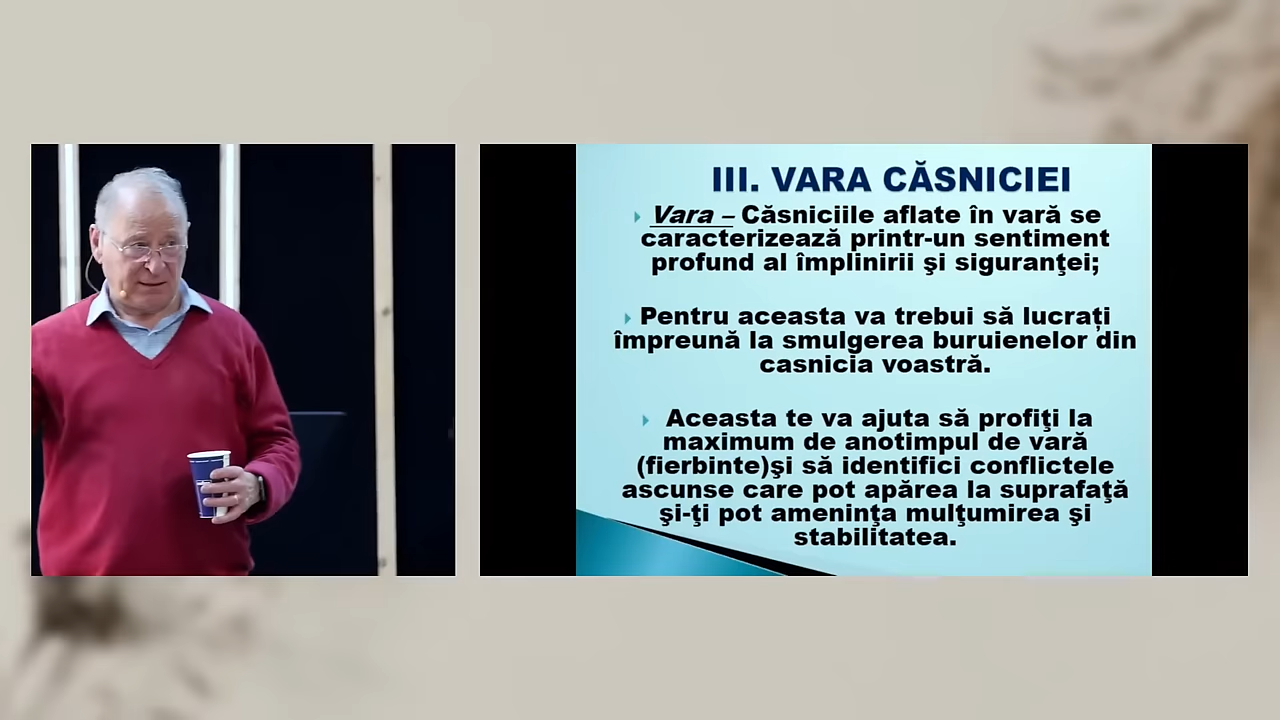 III. VARA CĂSNICIEI
Vara – Căsniciile aflate în vară se
caracterizează printr-un sentiment
profund al împlinirii şi siguranţei;
Pentru aceasta va trebui să lucrați
împreună la smulgerea buruienelor din
casnicia voastră.
Aceasta te va ajuta să profiţi la
maximum de anotimpul de vară
(fierbinte)şi să identifici conflictele
ascunse care pot apărea la suprafaţă
şi-ţi pot ameninţa mulţumirea şi
stabilitatea.